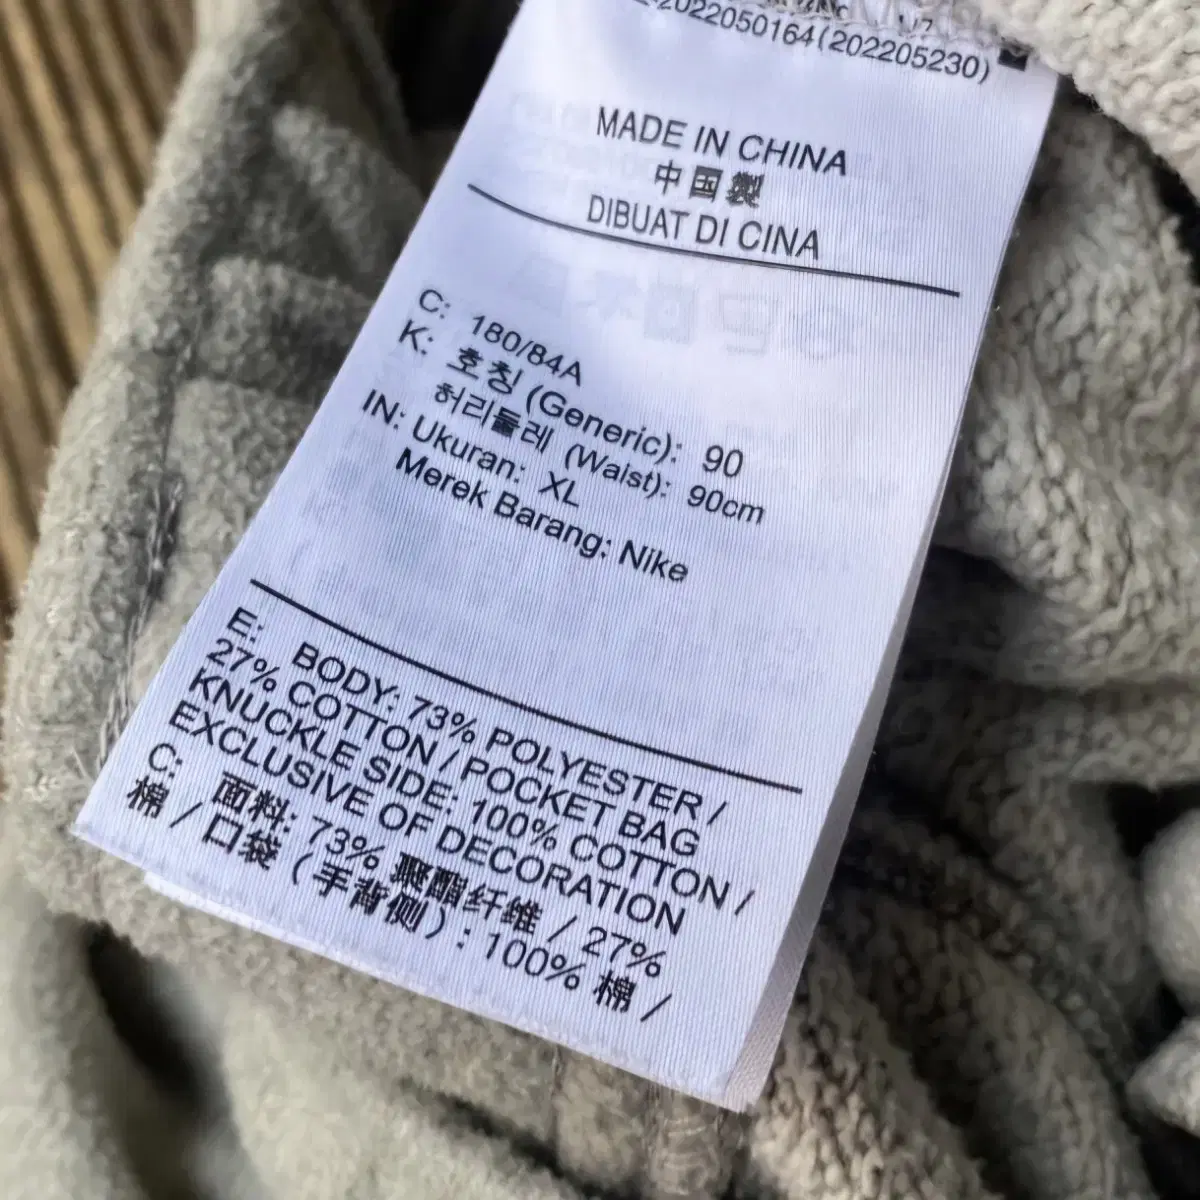 2022050164(202205230)
MADE IN CHINA
中国製
DIBUAT DI CINA
C: 180/84A
K: 호칭 (Generic): 90
허리둘레 (Waist): 90cm
IN: Ukuran: XL
Merek Barang: Nike
E: BODY: 73% POLYESTER /
27% COTTON / POCKET BAG
KNUCKLE SIDE: 100% COTTON /
EXCLUSIVE OF DECORATION
C: 面料: 73% 聚酯纤维 / 27%
棉 / 口袋 (手背侧) : 100% 棉 /